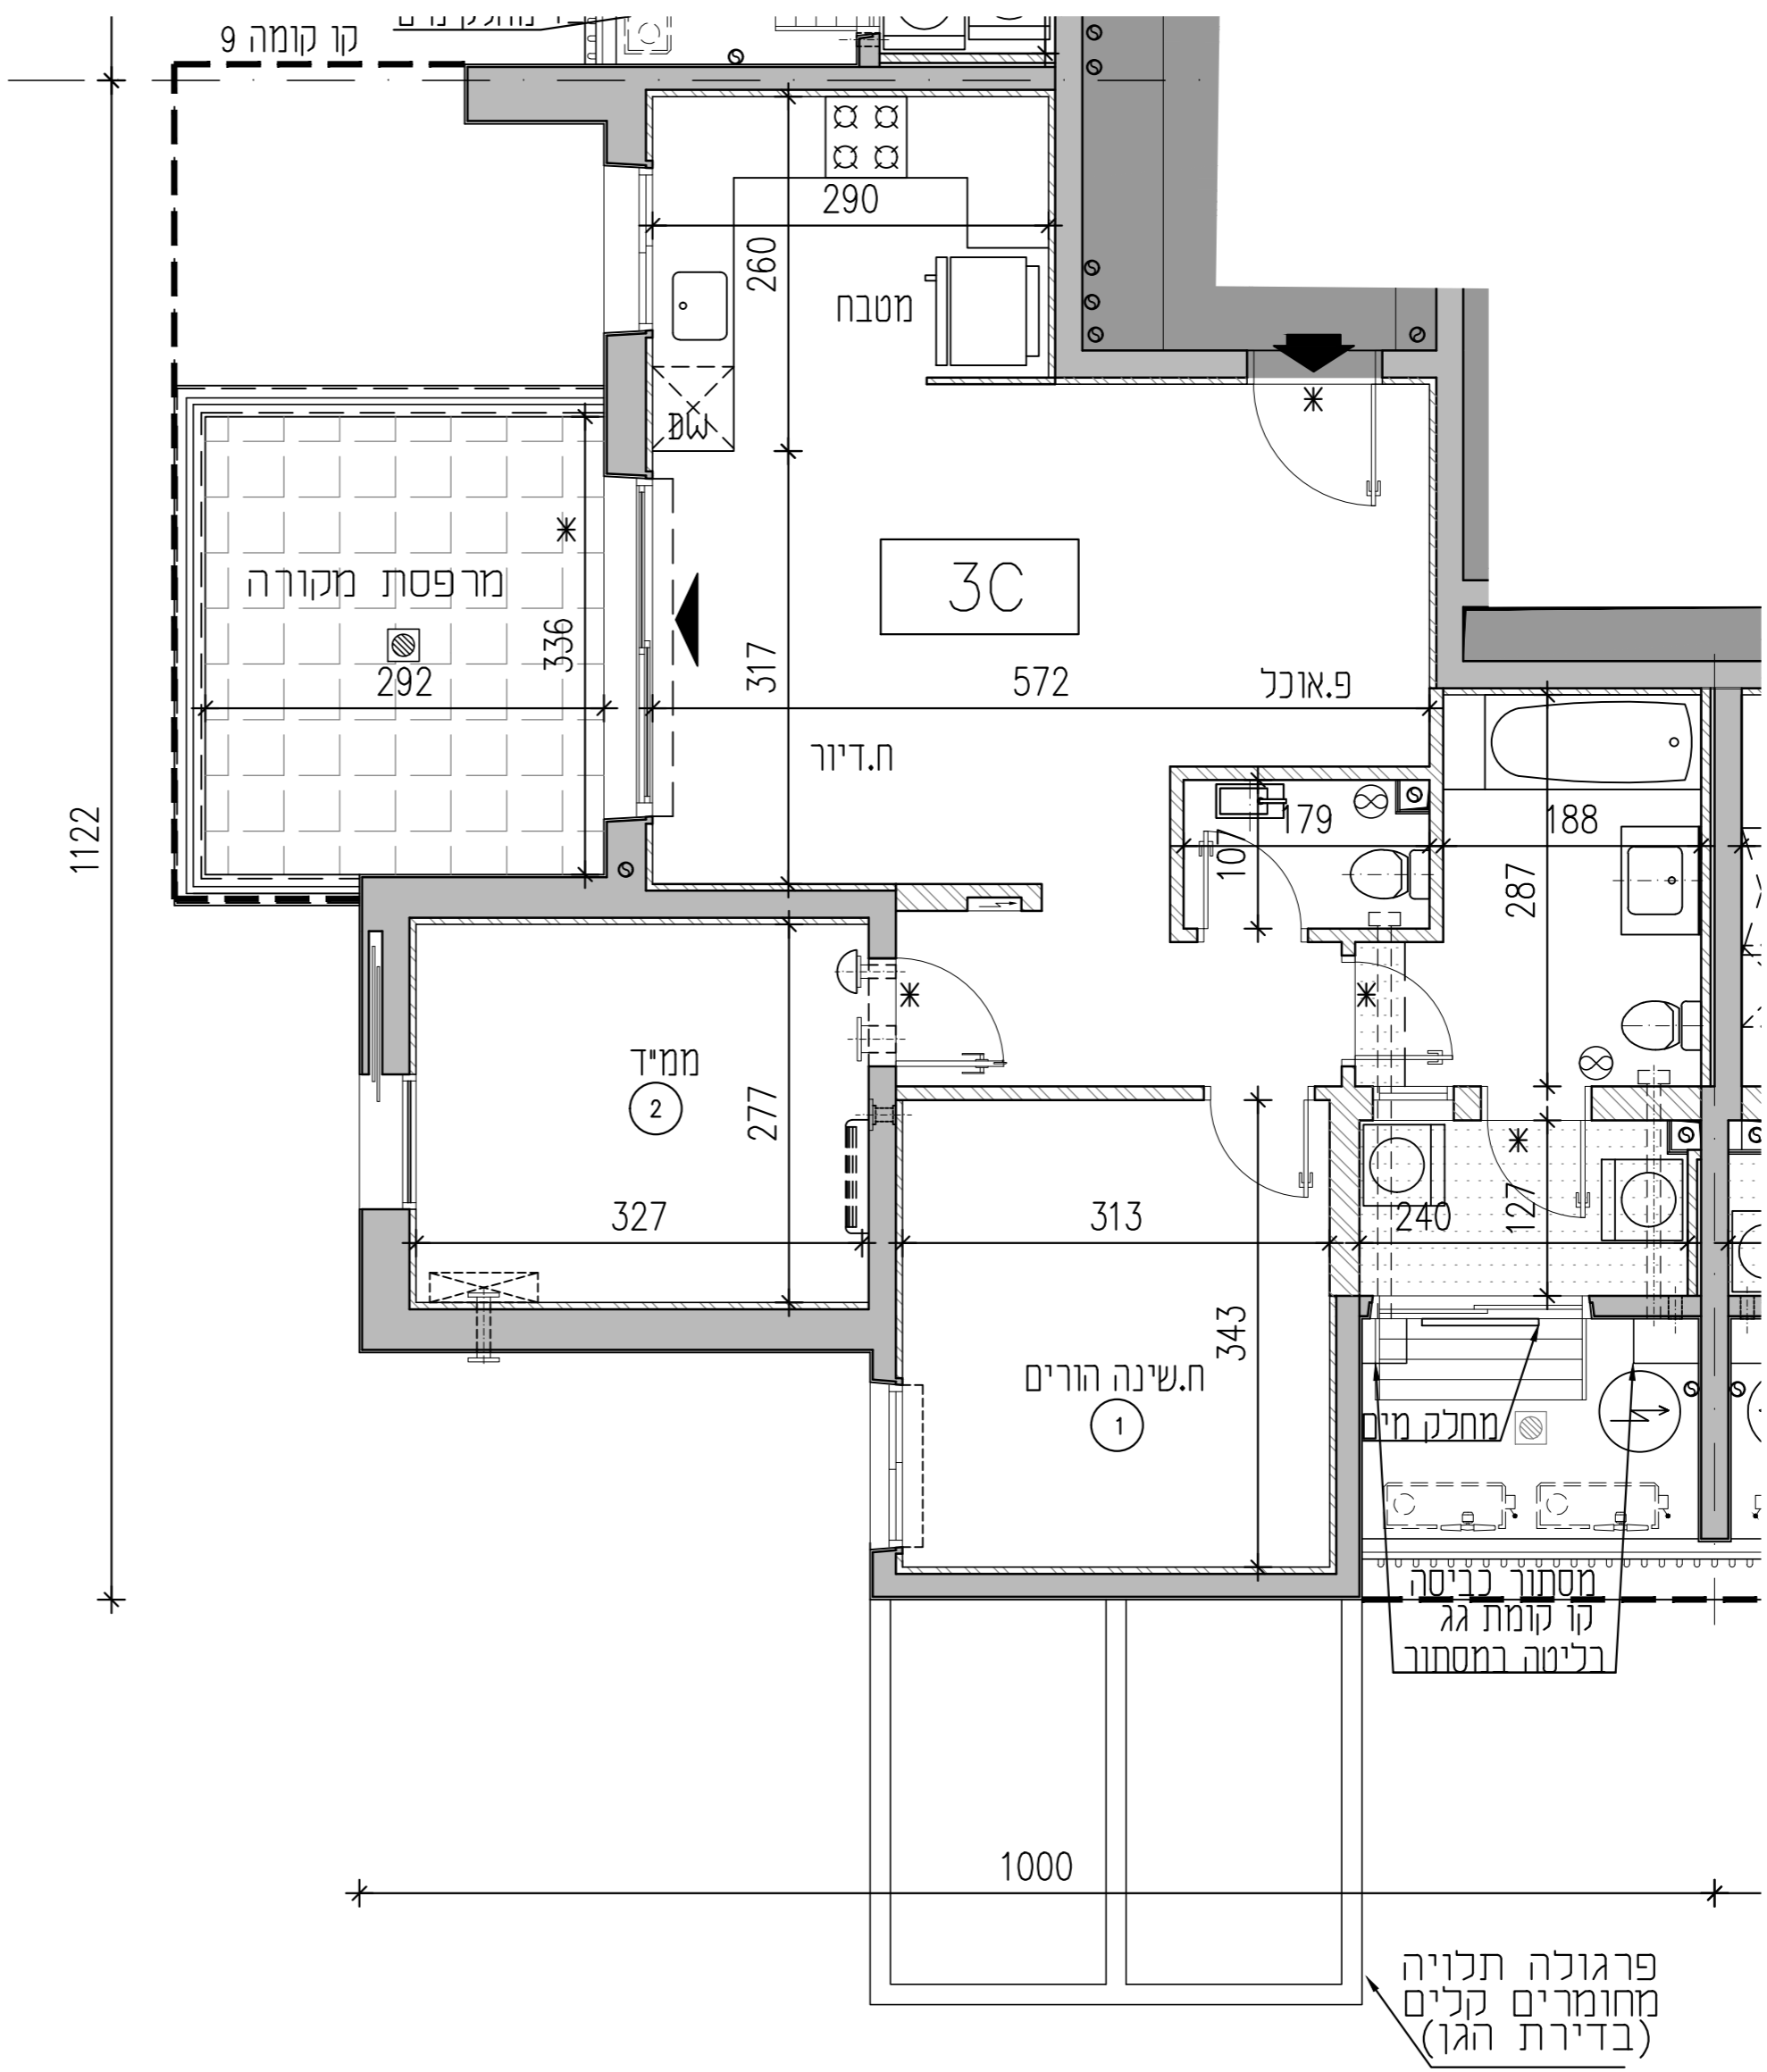 קו קומה 9
290
260
מטבח
DW
3C
מרפסת מקורה
336
292
317
572
פ.אוכל
ח.דיור
1122
179
107
188
287
ממ"ד
2
277
327
313
240
127
343
ח.שינה הורים
1
מחלק מים
מסתור כביסה
קו קומת גג
בליטה במסתור
1000
פרגולה תלויה
מחומרים קלים
(בדירת הגן)